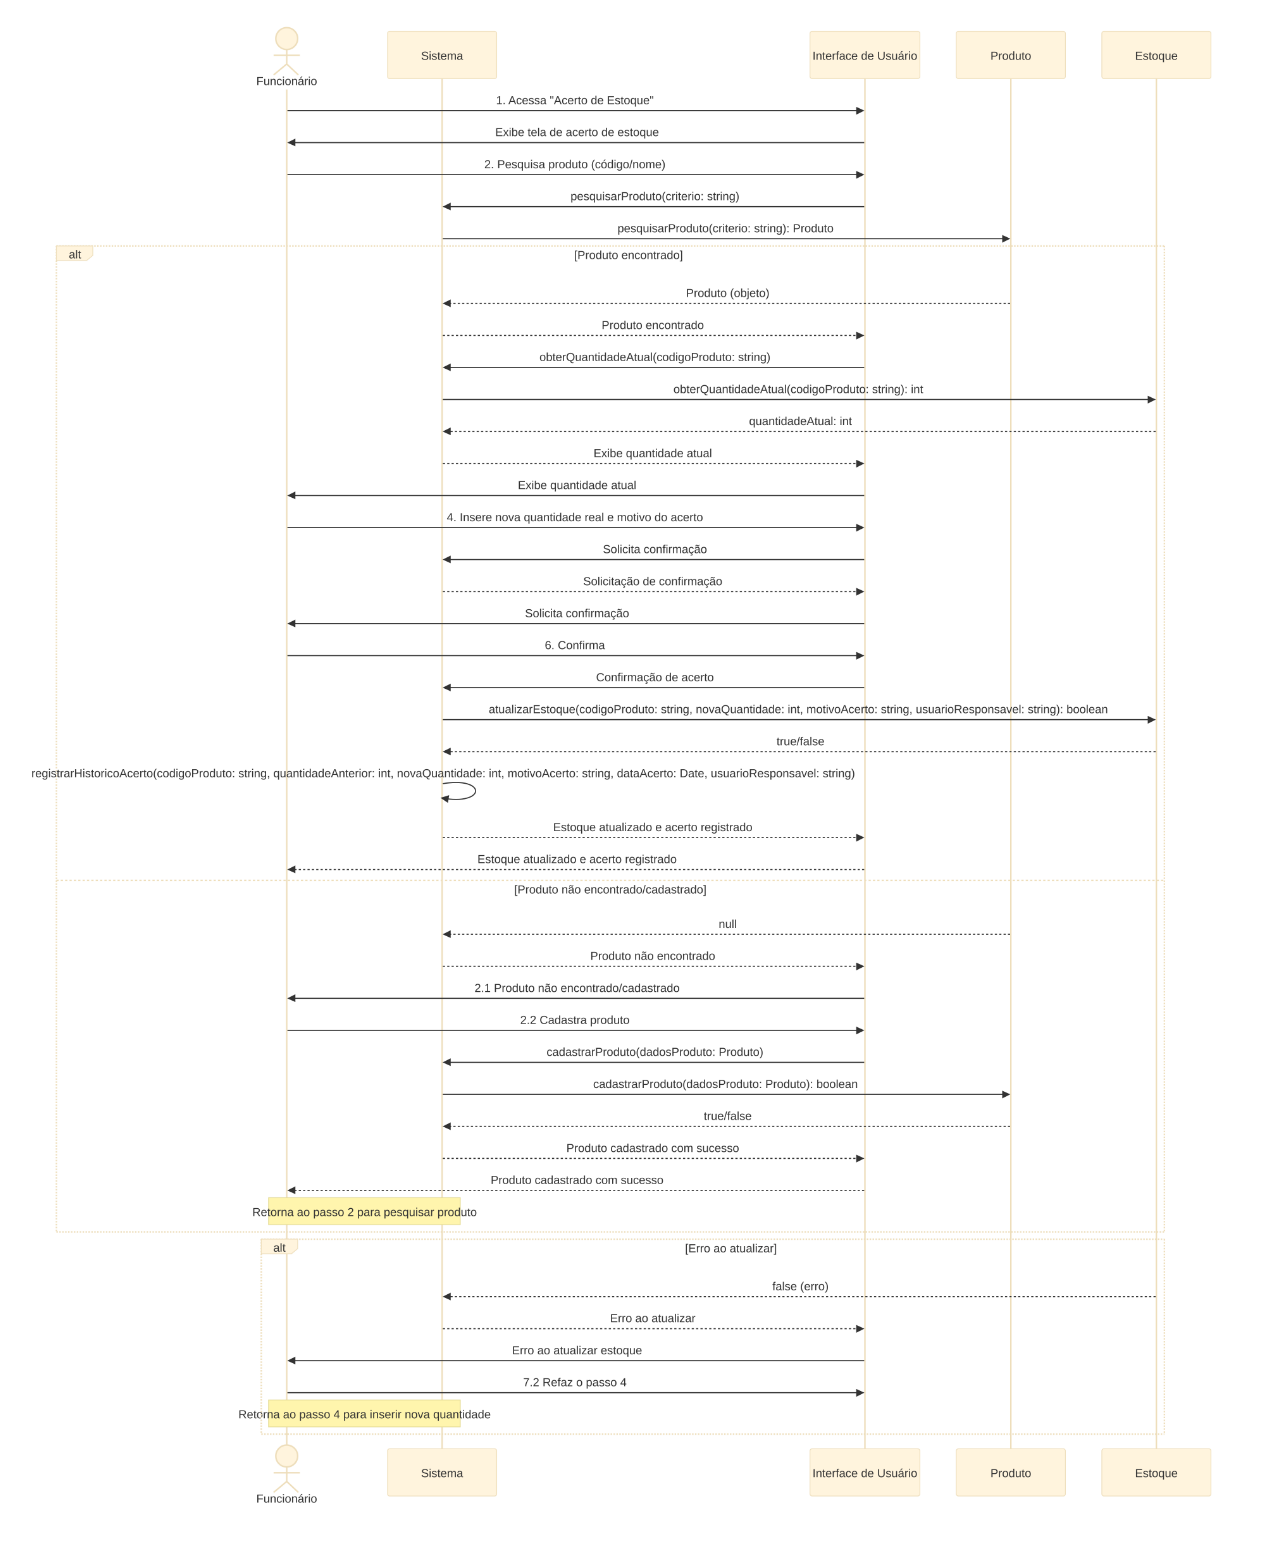 Funcionário
Sistema
Interface de Usuário
Produto
Estoque
1. Acessa "Acerto de Estoque"
Exibe tela de acerto de estoque
2. Pesquisa produto (código/nome)
pesquisarProduto(criterio: string)
pesquisarProduto(criterio: string): Produto
alt
[Produto encontrado]
Produto (objeto)
Produto encontrado
obterQuantidadeAtual(codigoProduto: string)
obterQuantidadeAtual(codigoProduto: string): int
quantidadeAtual: int
Exibe quantidade atual
Exibe quantidade atual
4. Insere nova quantidade real e motivo do acerto
Solicita confirmação
Solicitação de confirmação
Solicita confirmação
6. Confirma
Confirmação de acerto
atualizarEstoque(codigoProduto: string, novaQuantidade: int, motivoAcerto: string, usuarioResponsavel: string): boolean
true/false
registrarHistoricoAcerto(codigoProduto: string, quantidadeAnterior: int, novaQuantidade: int, motivoAcerto: string, dataAcerto: Date, usuarioResponsavel: string)
Estoque atualizado e acerto registrado
Estoque atualizado e acerto registrado
[Produto não encontrado/cadastrado]
null
Produto não encontrado
2.1 Produto não encontrado/cadastrado
2.2 Cadastra produto
cadastrarProduto(dadosProduto: Produto)
cadastrarProduto(dadosProduto: Produto): boolean
true/false
Produto cadastrado com sucesso
Produto cadastrado com sucesso
Retorna ao passo 2 para pesquisar produto
alt
[Erro ao atualizar]
false (erro)
Erro ao atualizar
Erro ao atualizar estoque
7.2 Refaz o passo 4
Retorna ao passo 4 para inserir nova quantidade
Funcionário
Sistema
Interface de Usuário
Produto
Estoque